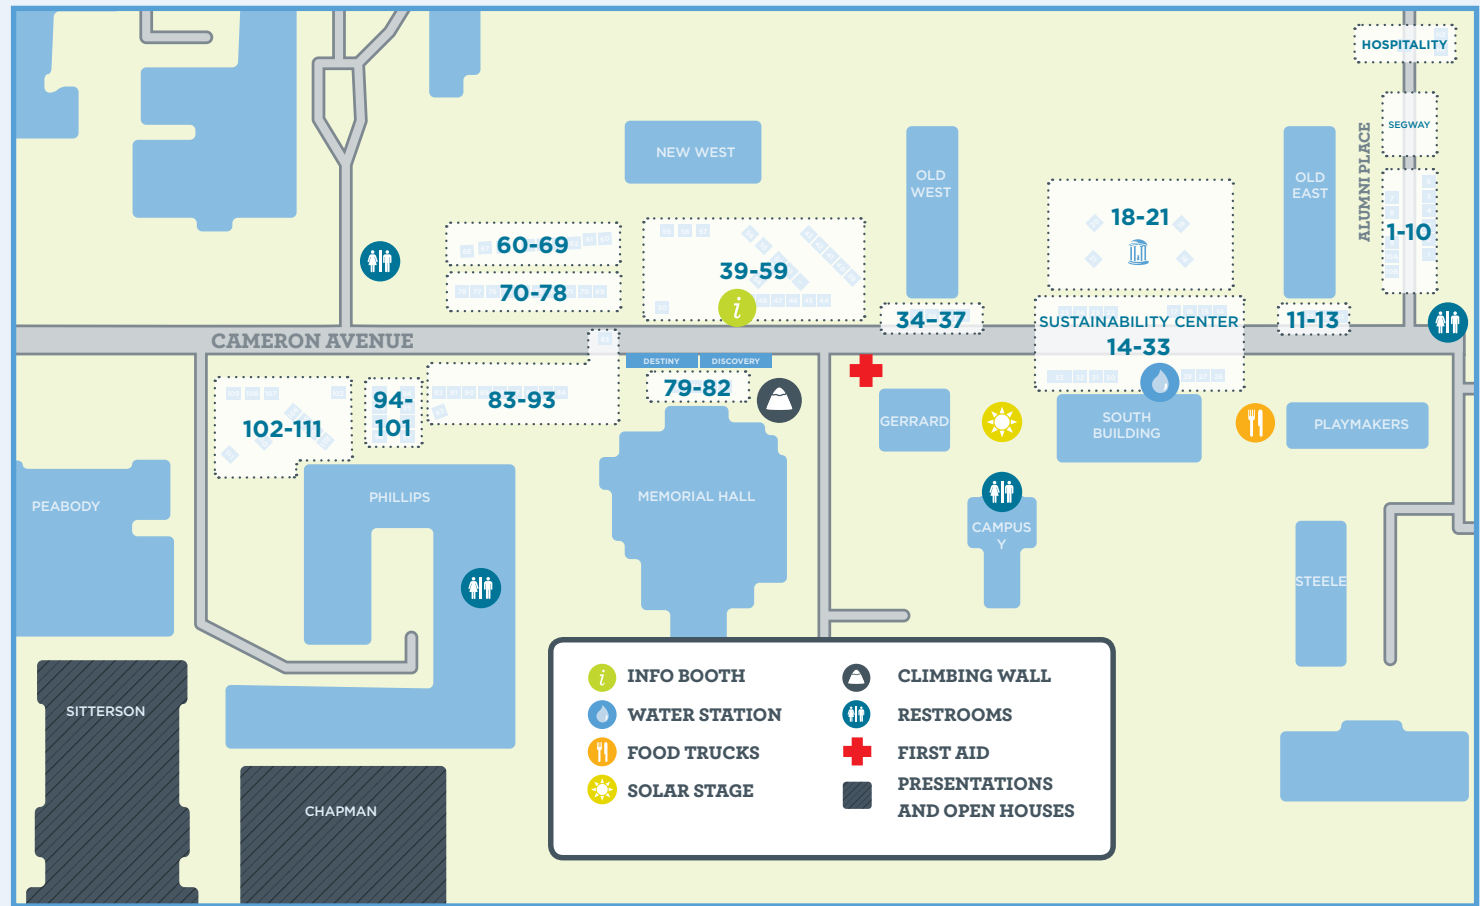 HOSPITALITY
SEGWAY
ALUMNI PLACE
NEW WEST
OLD
WEST
OLD
EAST
18-21
1-10
60-69
39-59
70-78
34–37
SUSTAINABILITY CENTER
14-33
11-13
CAMERON AVENUE
DESTINY
DISCOVERY
79-82
83-93
94-
101
102-111
GERRARD
SOUTH
BUILDING
PLAYMAKERS
PEABODY
PHILLIPS
MEMORIAL HALL
CAMPUS
Y
STEELE
SITTERSON
CHAPMAN
i
i INFO BOOTH
WATER STATION
FOOD TRUCKS
SOLAR STAGE
CLIMBING WALL
RESTROOMS
FIRST AID
PRESENTATIONS
AND OPEN HOUSES